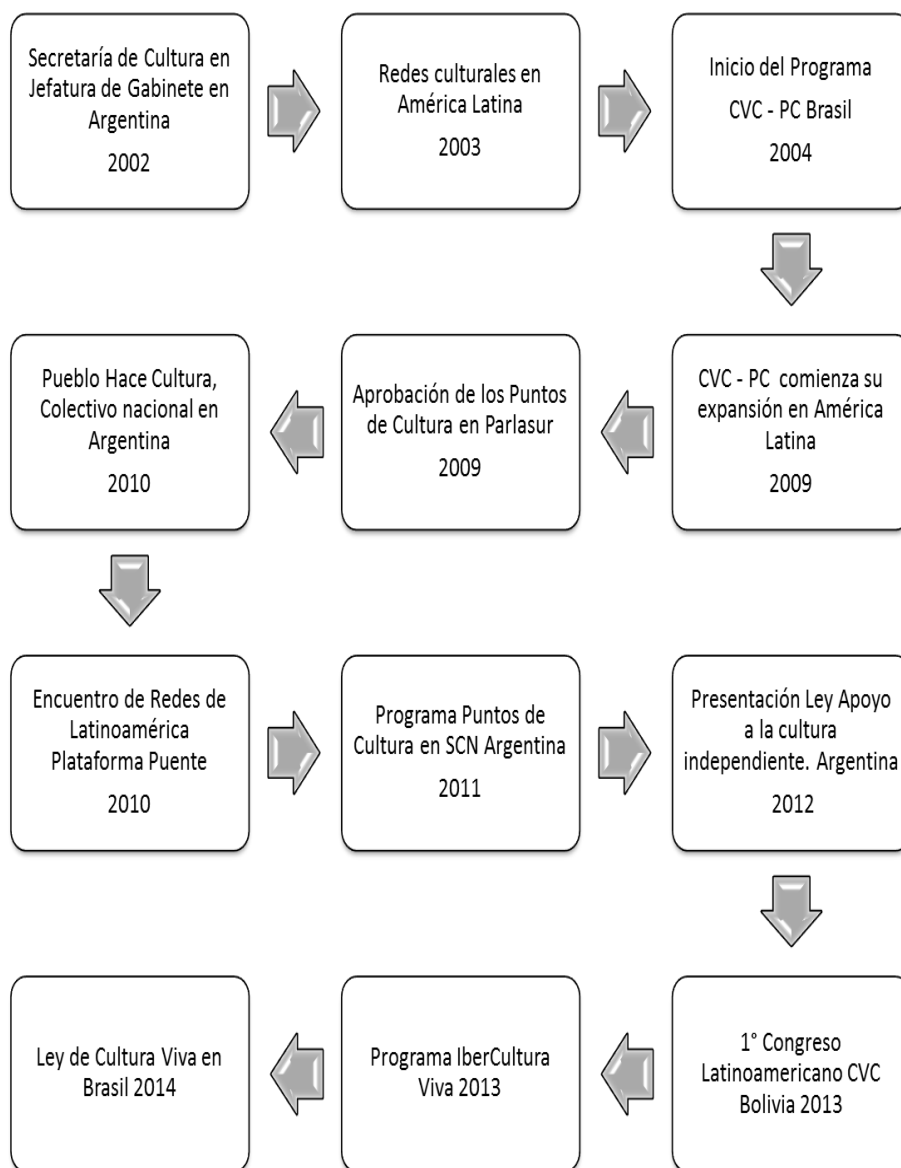 Secretaría de Cultura en
Jefatura de Gabinete en
Argentina
2002
Redes culturales en
América Latina
2003
Inicio del Programa
CVC - PC Brasil
2004
CVC - PC comienza su
expansión en América
Latina
2009
Aprobación de los Puntos
de Cultura en Parlasur
2009
Pueblo Hace Cultura,
Colectivo nacional en
Argentina
2010
Encuentro de Redes de
Latinoamérica
Plataforma Puente
2010
Programa Puntos de
Cultura en SCN Argentina
2011
Presentación Ley Apoyo
a la cultura
independiente. Argentina
2012
1° Congreso
Latinoamericano CVC
Bolivia 2013
Programa IberCultura
Viva 2013
Ley de Cultura Viva en
Brasil 2014